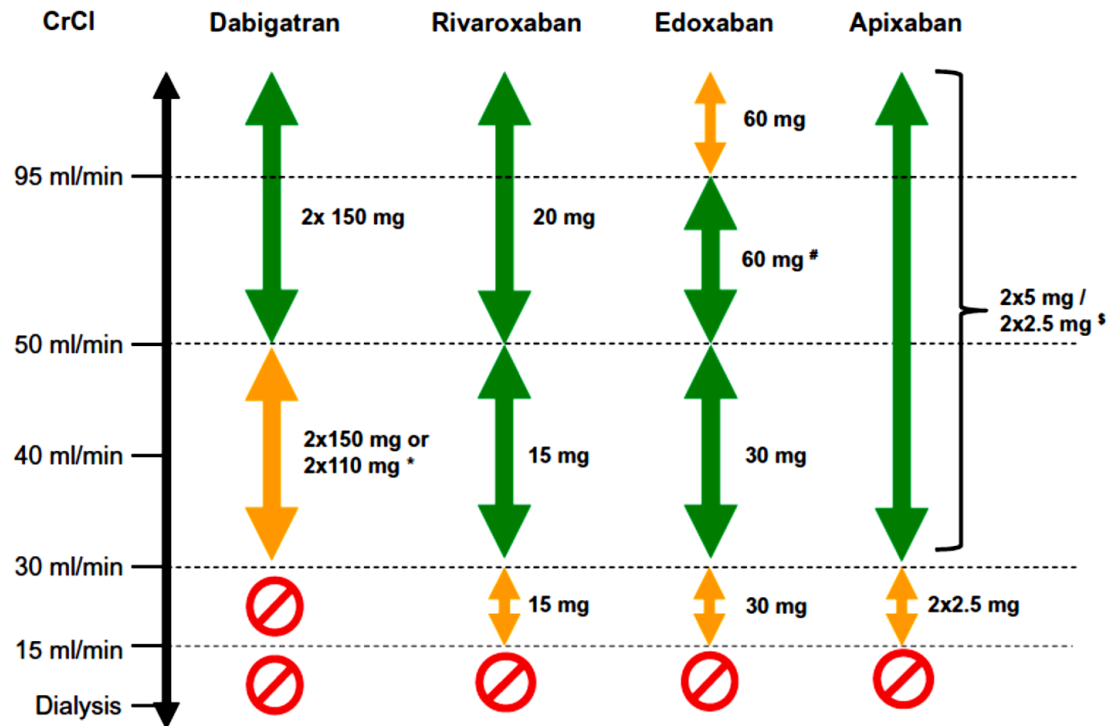 CrCl Dabigatran Rivaroxaban Edoxaban Apixaban
60 mg
95 ml/min
2x 150 mg 20 mg
60 mg #
2x5 mg /
2x2.5 mg $
50 ml/min
2x150 mg or
2x110 mg *
40 ml/min 15 mg 30 mg
30 ml/min
15 mg 30 mg 2x2.5 mg
15 ml/min
Dialysis